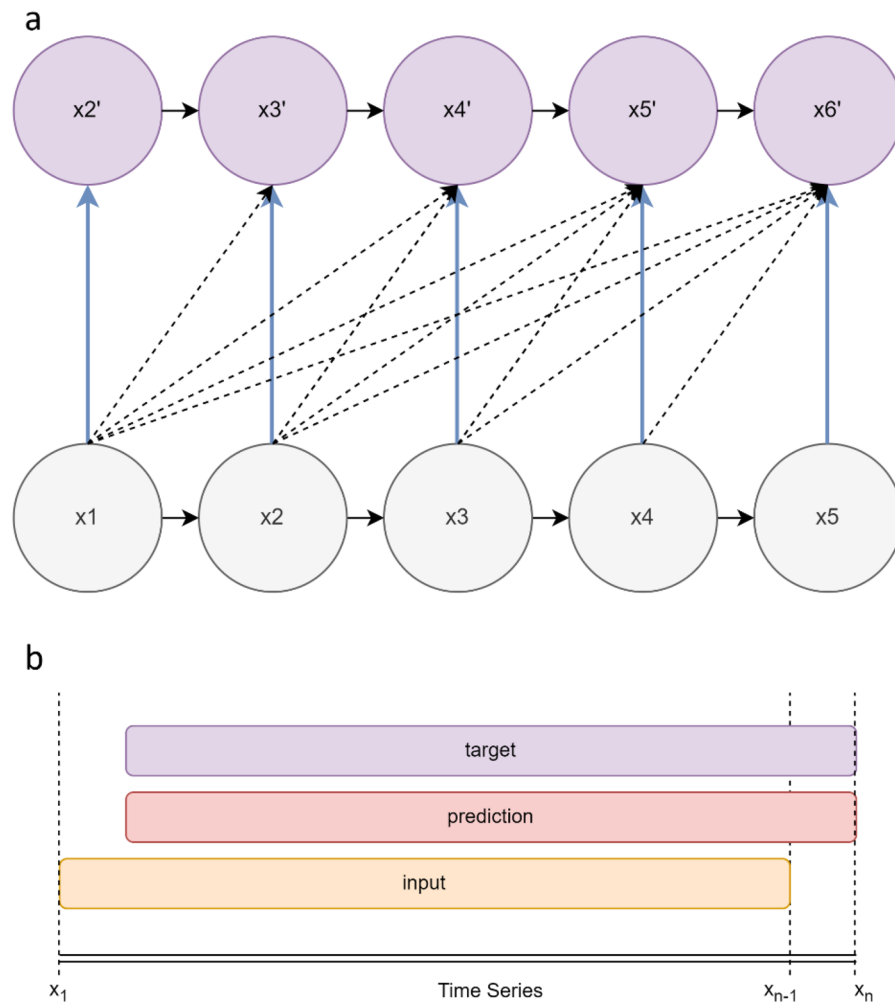 a
x2' x3' x4' x5' x6'
x1 x2 x3 x4 x5
b
target
prediction
input
x₁ Time Series xₙ₋₁ xₙ